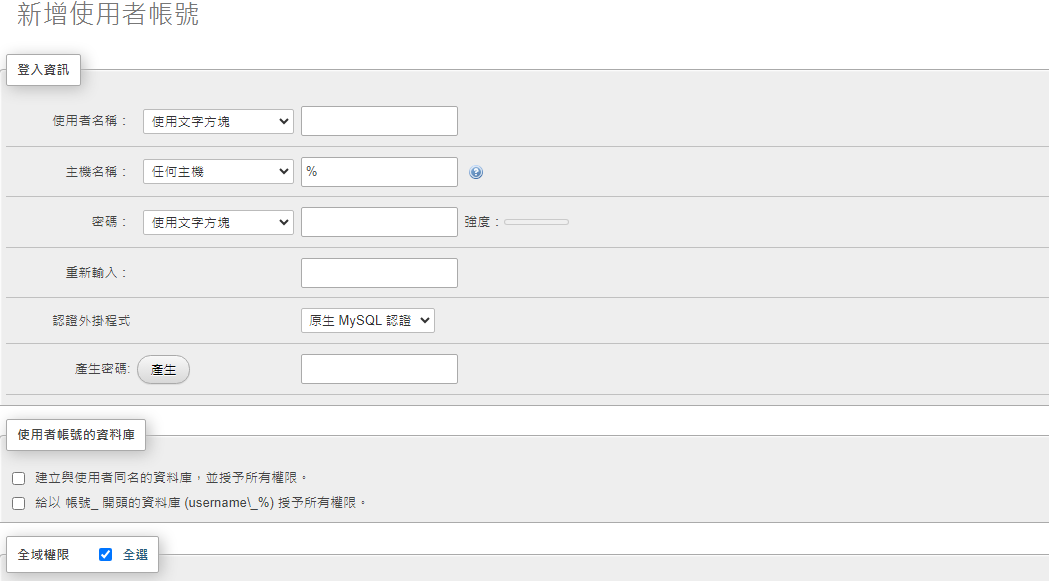 新增使用者帳號
登入資訊
使用者名稱： 使用文字方塊
主機名稱： 任何主機 %
密碼： 使用文字方塊 強度：
重新輸入：
認證外掛程式 原生 MySQL 認證
產生密碼: 產生
使用者帳號的資料庫
建立與使用者同名的資料庫，並授予所有權限。
給以 帳號_ 開頭的資料庫 (username\_%) 授予所有權限。
全域權限 全選